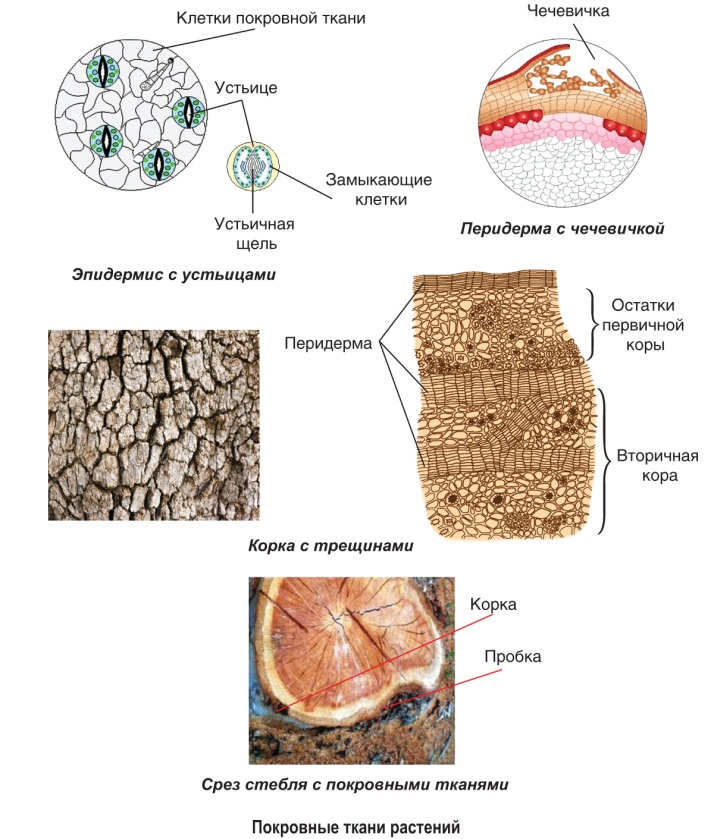 Клетки покровной ткани
Чечевичка
Устьице
Замыкающие
клетки
Устьичная
щель
Перидерма с чечевичкой
Эпидермис с устьицами
Остатки
первичной
коры
Перидерма
Вторичная
кора
Корка с трещинами
Корка
Пробка
Срез стебля с покровными тканями
Покровные ткани растений